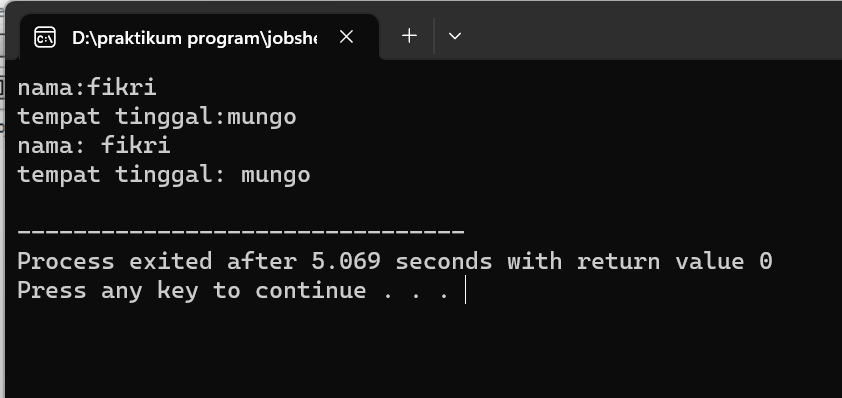 D:\praktikum program\jobshe
nama:fikri
tempat tinggal:mungo
nama: fikri
tempat tinggal: mungo
--------------------------------
Process exited after 5.069 seconds with return value 0
Press any key to continue . . .